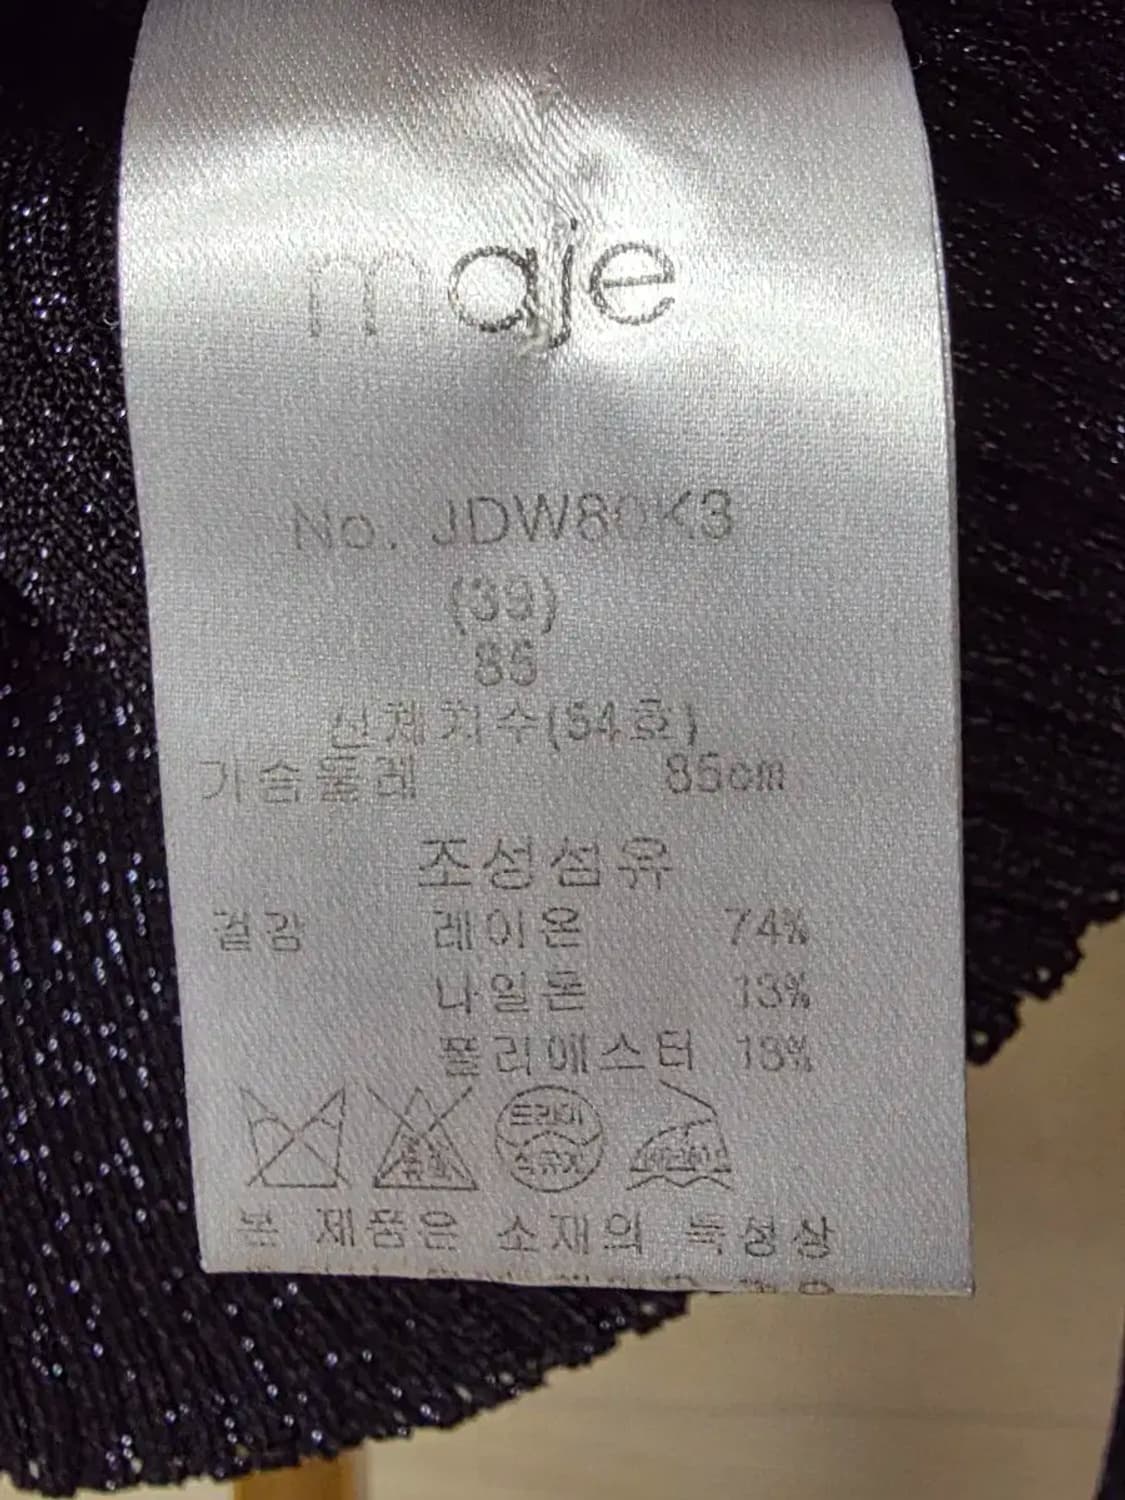 maje
No. JDW80K3
(39)
85
신체치수(54호)
가슴둘레 85cm
조성섬유
겉감 레이온 74%
나일론 13%
폴리에스터 13%
드라이
석유계
본 제품은 소재의 특성상